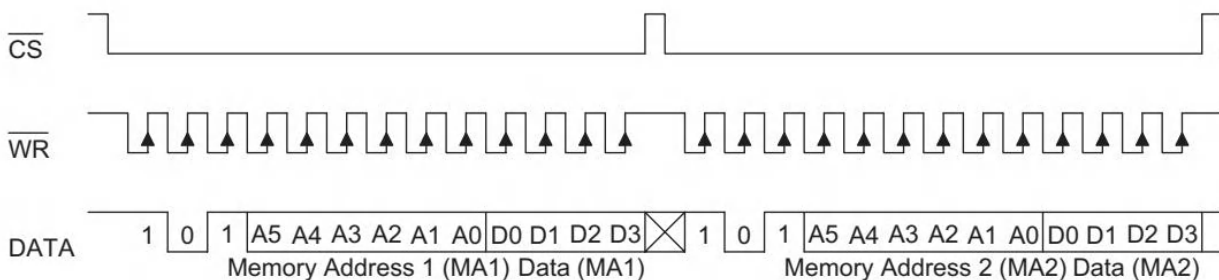 CS
WR
DATA 1 0 1 A5 A4 A3 A2 A1 A0 D0 D1 D2 D3 1 0 1 A5 A4 A3 A2 A1 A0 D0 D1 D2 D3
Memory Address 1 (MA1) Data (MA1) Memory Address 2 (MA2) Data (MA2)